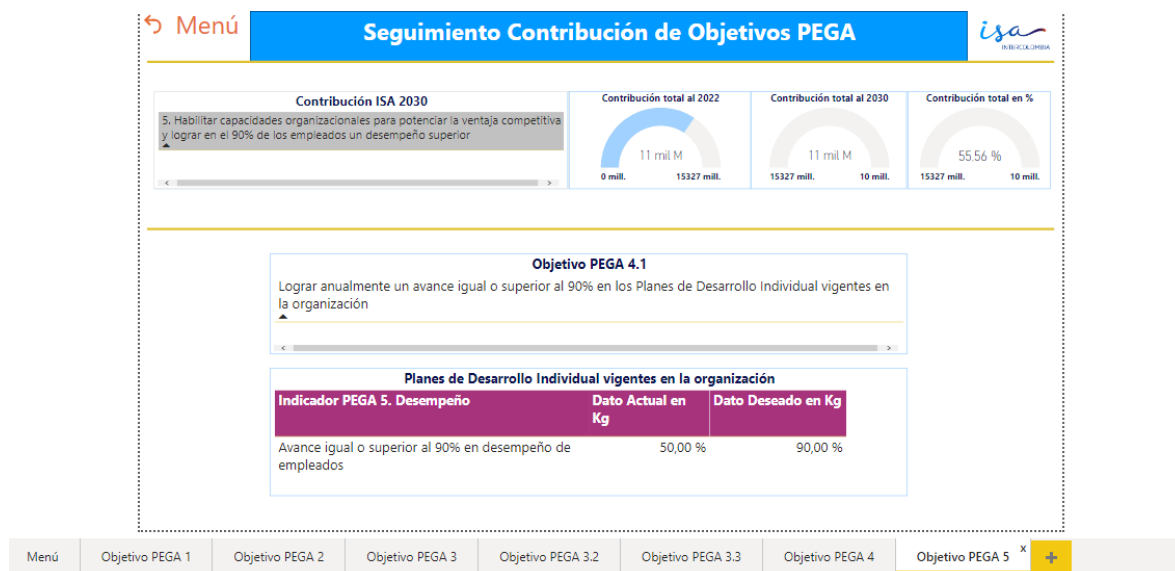 Menú
Seguimiento Contribución de Objetivos PEGA
isa
INTERCOLOMBIA
Contribución ISA 2030
5. Habilitar capacidades organizacionales para potenciar la ventaja competitiva
y lograr en el 90% de los empleados un desempeño superior
Contribución total al 2022
11 mil M
0 mill.
15327 mill.
Contribución total al 2030
11 mil M
15327 mill.
10 mill.
Contribución total en %
55,56 %
15327 mill.
10 mill.
Objetivo PEGA 4.1
Lograr anualmente un avance igual o superior al 90% en los Planes de Desarrollo Individual vigentes en
la organización
Planes de Desarrollo Individual vigentes en la organización
Indicador PEGA 5. Desempeño
Dato Actual en
Kg
Dato Deseado en Kg
Avance igual o superior al 90% en desempeño de
empleados
50,00 %
90,00 %
Menú
Objetivo PEGA 1
Objetivo PEGA 2
Objetivo PEGA 3
Objetivo PEGA 3.2
Objetivo PEGA 3.3
Objetivo PEGA 4
Objetivo PEGA 5
x
+